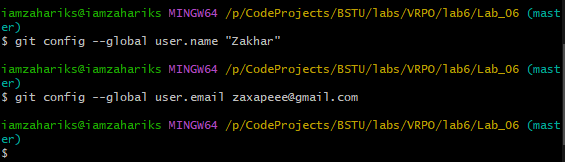 iamzahariks@iamzahariks MINGW64 /p/CodeProjects/BSTU/labs/VRPO/lab6/Lab_06 (mast
er)
$ git config --global user.name "Zakhar"
iamzahariks@iamzahariks MINGW64 /p/CodeProjects/BSTU/labs/VRPO/lab6/Lab_06 (mast
er)
$ git config --global user.email zaxapeee@gmail.com
iamzahariks@iamzahariks MINGW64 /p/CodeProjects/BSTU/labs/VRPO/lab6/Lab_06 (mast
er)
$